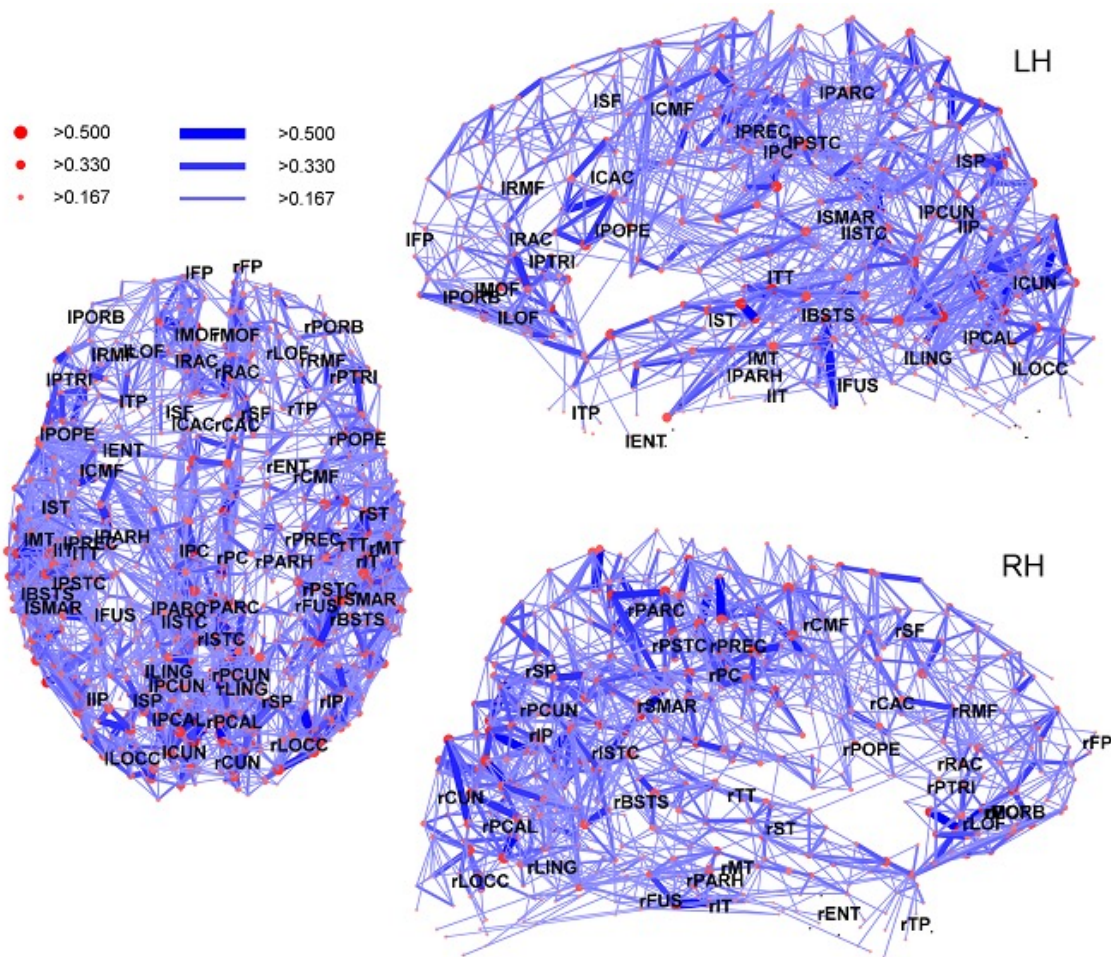 LH
>0.500 >0.500
>0.330 >0.330
>0.167 >0.167
lSF
lCMF
lPARC
lPREC
lPSTC
lPC
lSP
lRMF
lCAC
lSMAR
lPCUN
lISTC
lIP
lFP
lRAC
lPOPE
lPTRI
lTT
lCUN
lPORB
lMOF
lLOF
lST
lBSTS
lPCAL
lMT
lLING
lLOCC
lPARH
lIT
lFUS
lTP
lENT
lFP rFP
lPORB rPORB
lMOF rMOF
lRMF lLOF rLOF rRMF
lRAC rRAC
lPTRI rPTRI
lTP rTP
lSF rSF
lCAC rCAC
lPOPE rPOPE
lENT rENT
lCMF rCMF
lST rST
lMT lPREC lPARH rPREC rTT rMT
lIT lTT lPC rPC rPARH rIT
lPSTC rPSTC
lBSTS lPARC rPARC rFUS rSMAR
lSMAR lFUS lISTC rBSTS
rISTC
lLING rPCUN
lPCUN rLING
lIP lSP rSP rIP
lPCAL rPCAL
lLOCC lCUN rCUN rLOCC
RH
rPARC
rCMF
rSF
rPSTC
rPREC
rSP
rPC
rPCUN
rSMAR
rCAC
rRMF
rIP
rISTC
rPOPE
rFP
rRAC
rCUN
rBSTS
rTT
rPTRI
rPCAL
rST
rLOF
rLOCC
rLING
rMT
rPARH
rFUS
rIT
rENT
rTP